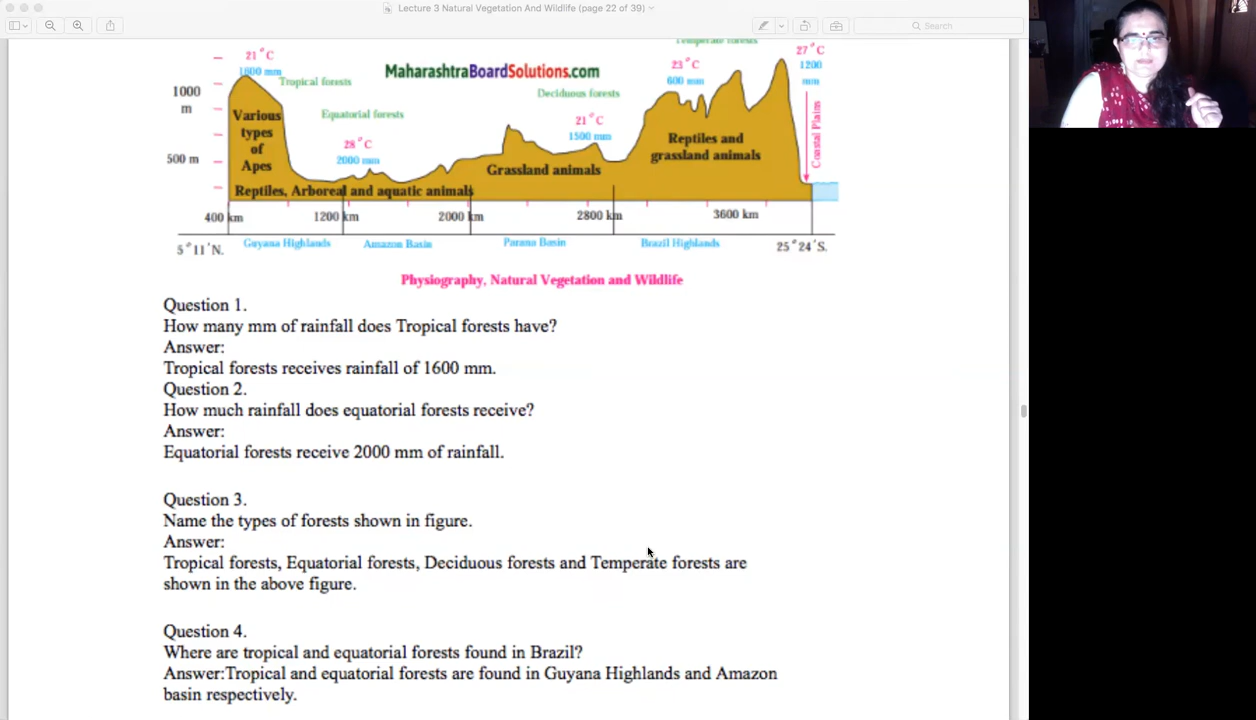 Lecture 3 Natural Vegetation And Wildlife (page 22 of 39)
Search
Temperate forests
21°C
1600 mm
Tropical forests
MaharashtraBoardSolutions.com
23°C
600 mm
27°C
1200
mm
1000
m
Deciduous forests
Various
types
of
Apes
Equatorial forests
21°C
1500 mm
Coastal Plains
28°C
2000 mm
Reptiles and
grassland animals
500 m
Grassland animals
Reptiles, Arboreal and aquatic animals
400 km
1200 km
2000 km
2800 km
3600 km
5°11'N.
Guyana Highlands
Amazon Basin
Parana Basin
Brazil Highlands
25°24'S.
Physiography, Natural Vegetation and Wildlife
Question 1.
How many mm of rainfall does Tropical forests have?
Answer:
Tropical forests receives rainfall of 1600 mm.
Question 2.
How much rainfall does equatorial forests receive?
Answer:
Equatorial forests receive 2000 mm of rainfall.
Question 3.
Name the types of forests shown in figure.
Answer:
Tropical forests, Equatorial forests, Deciduous forests and Temperate forests are
shown in the above figure.
Question 4.
Where are tropical and equatorial forests found in Brazil?
Answer:Tropical and equatorial forests are found in Guyana Highlands and Amazon
basin respectively.